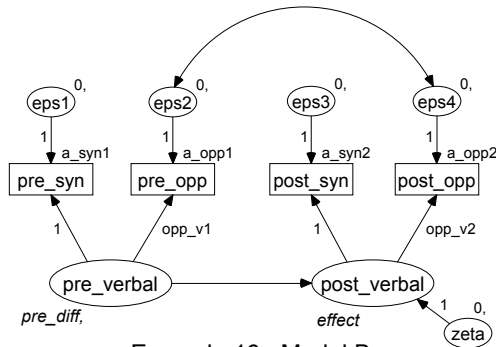 0, 0, 0, 0,
eps1 eps2 eps3 eps4
1 1 1 1
a_syn1 a_opp1 a_syn2 a_opp2
pre_syn pre_opp post_syn post_opp
1 opp_v1 1 opp_v2
pre_verbal post_verbal
pre_diff, effect
1 0,
zeta